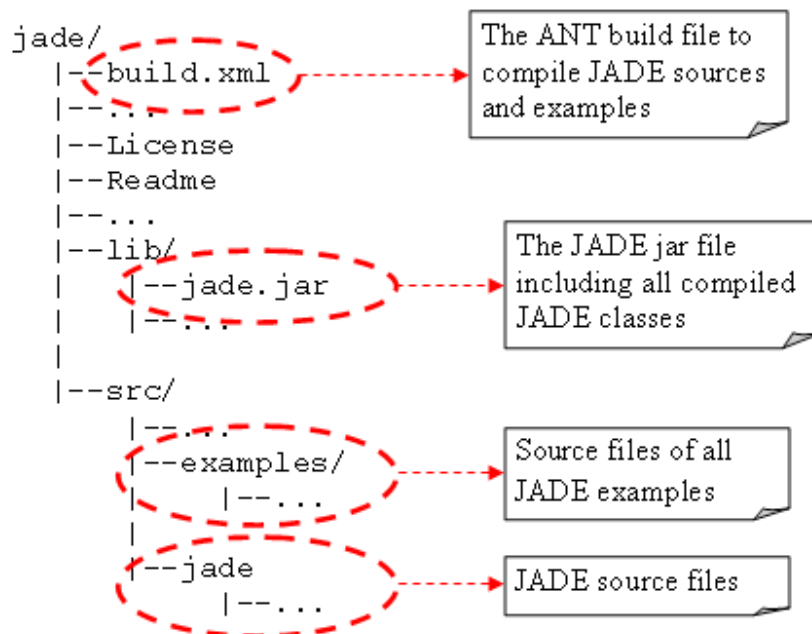 jade/
|--build.xml
|--...
|--License
|--Readme
|--...
|--lib/
| |--jade.jar
| |--...
|
|--src/
|--...
|--examples/
| |--...
|
|--jade
|--...
The ANT build file to
compile JADE sources
and examples
The JADE jar file
including all compiled
JADE classes
Source files of all
JADE examples
JADE source files